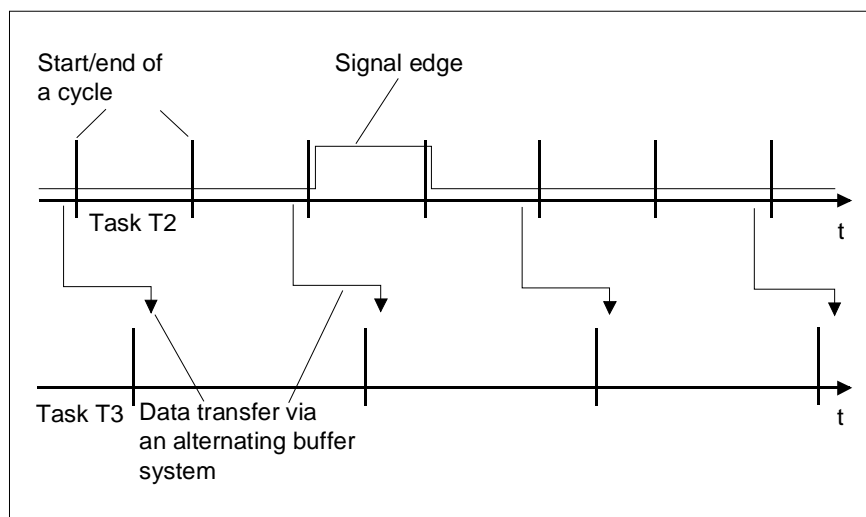 Start/end of
a cycle
Signal edge
Task T2
t
Task T3
Data transfer via
an alternating buffer
system
t